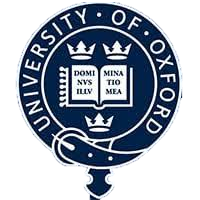 UNIVERSITY · OF · OXFORD
DOMI MINA
NVS TIO
ILLV MEA